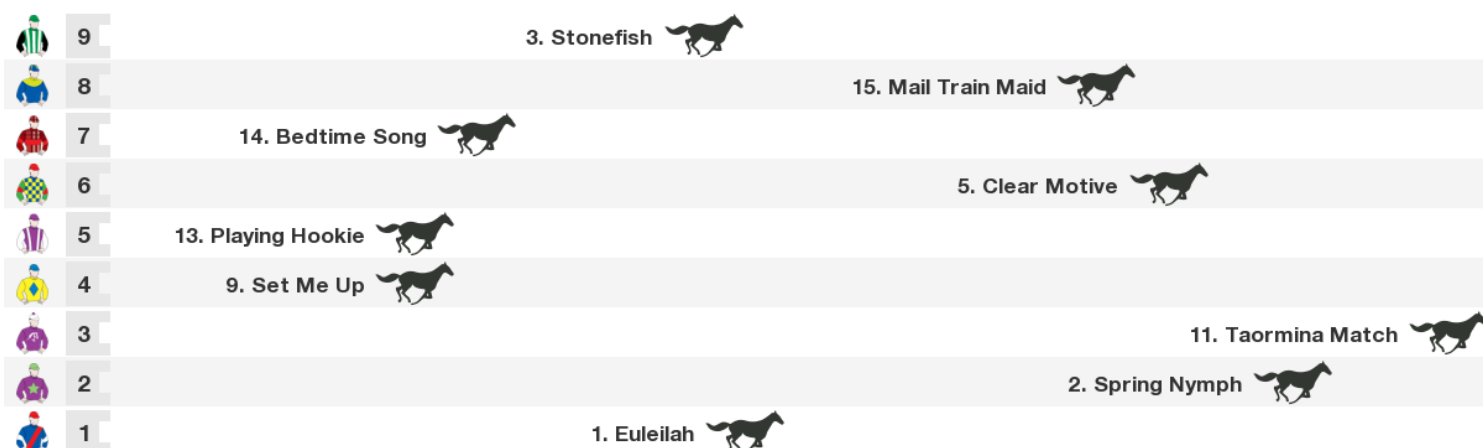 9 3. Stonefish
8 15. Mail Train Maid
7 14. Bedtime Song
6 5. Clear Motive
5 13. Playing Hookie
4 9. Set Me Up
3 11. Taormina Match
2 2. Spring Nymph
1 1. Euleilah